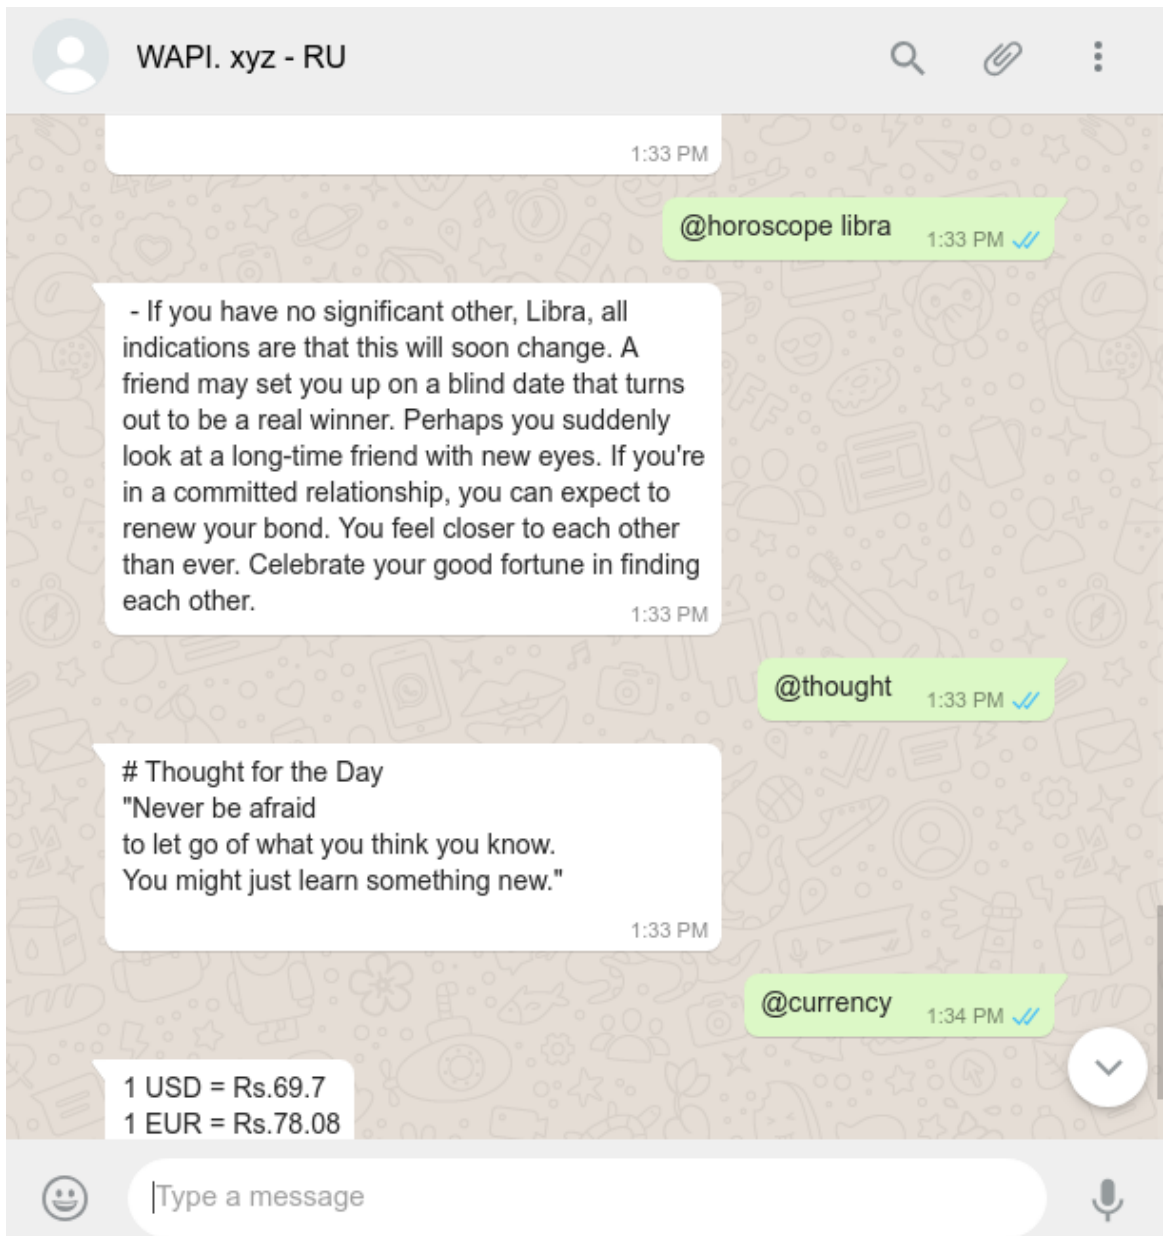 WAPI. xyz - RU
1:33 PM
@horoscope libra
1:33 PM
- If you have no significant other, Libra, all
indications are that this will soon change. A
friend may set you up on a blind date that turns
out to be a real winner. Perhaps you suddenly
look at a long-time friend with new eyes. If you're
in a committed relationship, you can expect to
renew your bond. You feel closer to each other
than ever. Celebrate your good fortune in finding
each other.
1:33 PM
@thought
1:33 PM
# Thought for the Day
"Never be afraid
to let go of what you think you know.
You might just learn something new."
1:33 PM
@currency
1:34 PM
1 USD = Rs.69.7
1 EUR = Rs.78.08
Type a message